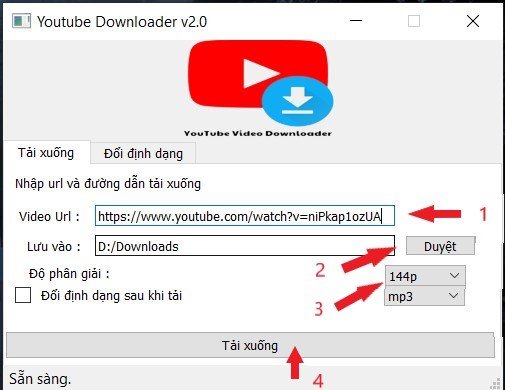 Youtube Downloader v2.0
YouTube Video Downloader
Tải xuống Đổi định dạng
Nhập url và đường dẫn tải xuống
Video Url : https://www.youtube.com/watch?v=niPkap1ozUA 1
Lưu vào : D:/Downloads Duyệt
2
Độ phân giải : 144p
3
Đổi định dạng sau khi tải mp3
Tải xuống
4
Sẵn sàng.